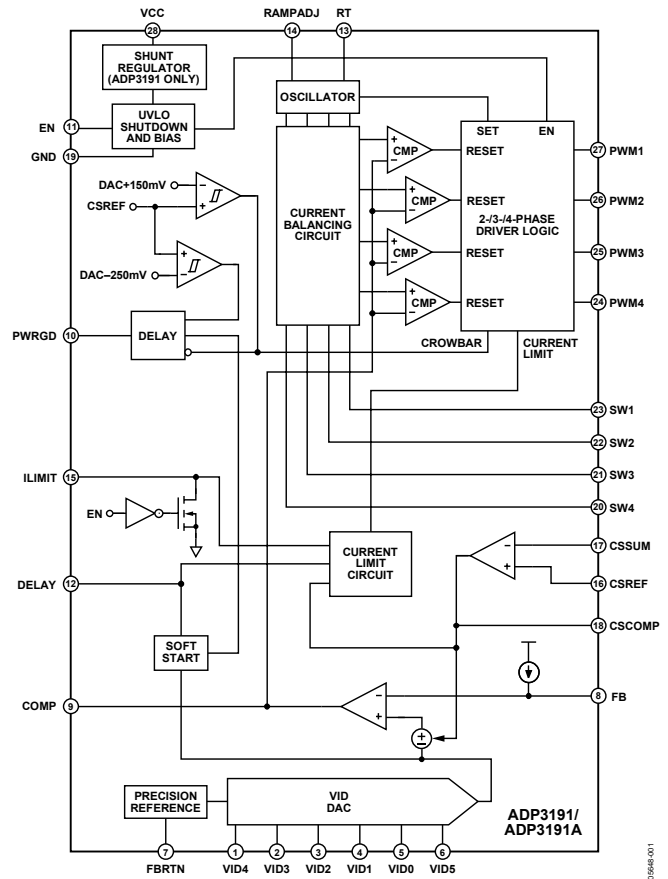 VCC
RAMPADJ
RT
28
14
13
SHUNT
REGULATOR
(ADP3191 ONLY)
OSCILLATOR
UVLO
SHUTDOWN
AND BIAS
EN
11
GND
19
SET
EN
CMP
RESET
27
PWM1
DAC+150mV
CSREF
CURRENT
BALANCING
CIRCUIT
CMP
RESET
26
PWM2
2-/3-/4-PHASE
DRIVER LOGIC
CMP
RESET
25
PWM3
DAC–250mV
CMP
RESET
24
PWM4
PWRGD
10
DELAY
CROWBAR
CURRENT
LIMIT
23
SW1
22
SW2
21
SW3
20
SW4
ILIMIT
15
EN
CURRENT
LIMIT
CIRCUIT
17
CSSUM
16
CSREF
DELAY
12
18
CSCOMP
SOFT
START
8
FB
COMP
9
PRECISION
REFERENCE
VID
DAC
ADP3191/
ADP3191A
7
1
2
3
4
5
6
FBRTN
VID4
VID3
VID2
VID1
VID0
VID5
05648-001